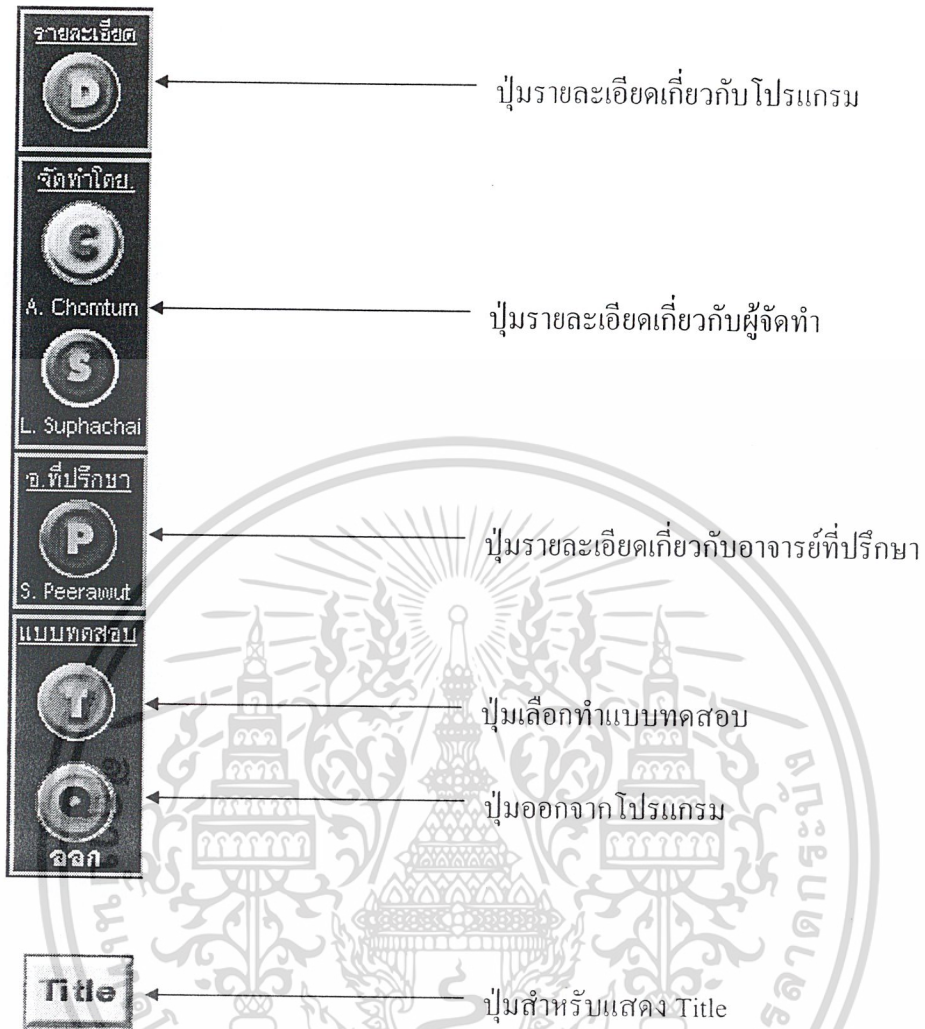 รายละเอียด
D
ปุ่มรายละเอียดเกี่ยวกับโปรแกรม
จัดทำโดย.
C
A. Chomtum
ปุ่มรายละเอียดเกี่ยวกับผู้จัดทำ
S
L. Suphachai
อ.ที่ปรึกษา
P
ปุ่มรายละเอียดเกี่ยวกับอาจารย์ที่ปรึกษา
S. Peerawut
แบบทดสอบ
T
ปุ่มเลือกทำแบบทดสอบ
Q
ปุ่มออกจากโปรแกรม
ออก
Title
ปุ่มสำหรับแสดง Title